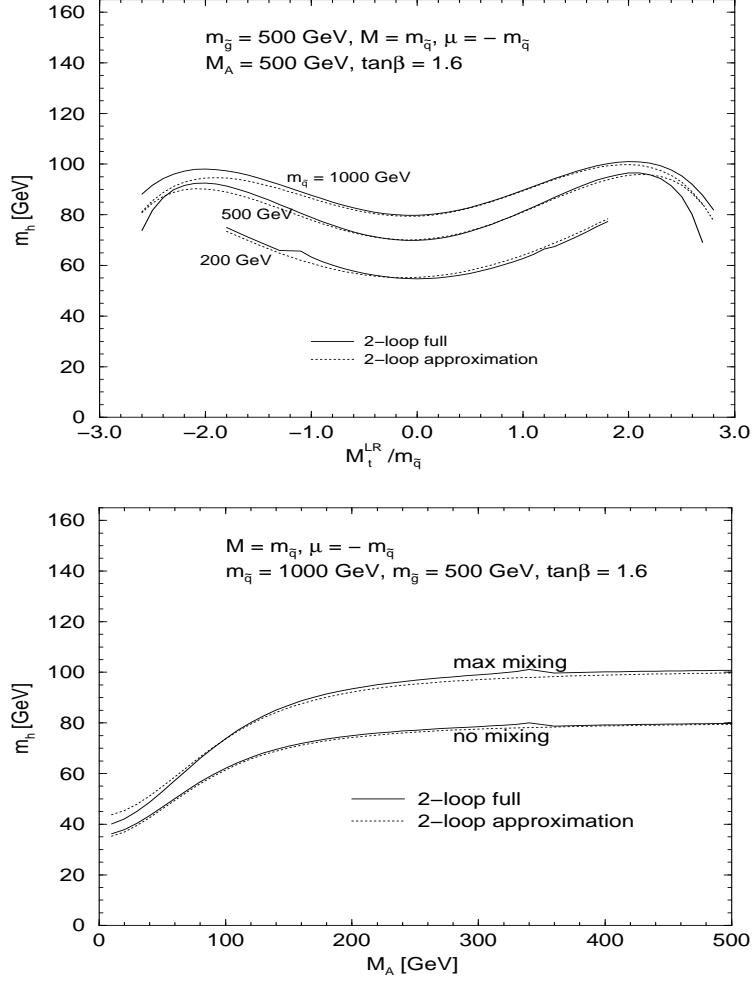 m_g̃ = 500 GeV, M = m_q̃, μ = − m_q̃
M_A = 500 GeV, tanβ = 1.6
160
140
120
100
80
60
40
20
0
m_h [GeV]
m_q̃ = 1000 GeV
500 GeV
200 GeV
2−loop full
2−loop approximation
−3.0 −2.0 −1.0 0.0 1.0 2.0 3.0
M_t^LR/m_q̃
M = m_q̃, μ = − m_q̃
m_q̃ = 1000 GeV, m_g̃ = 500 GeV, tanβ = 1.6
160
140
120
100
80
60
40
20
0
m_h [GeV]
max mixing
no mixing
2−loop full
2−loop approximation
0 100 200 300 400 500
M_A [GeV]